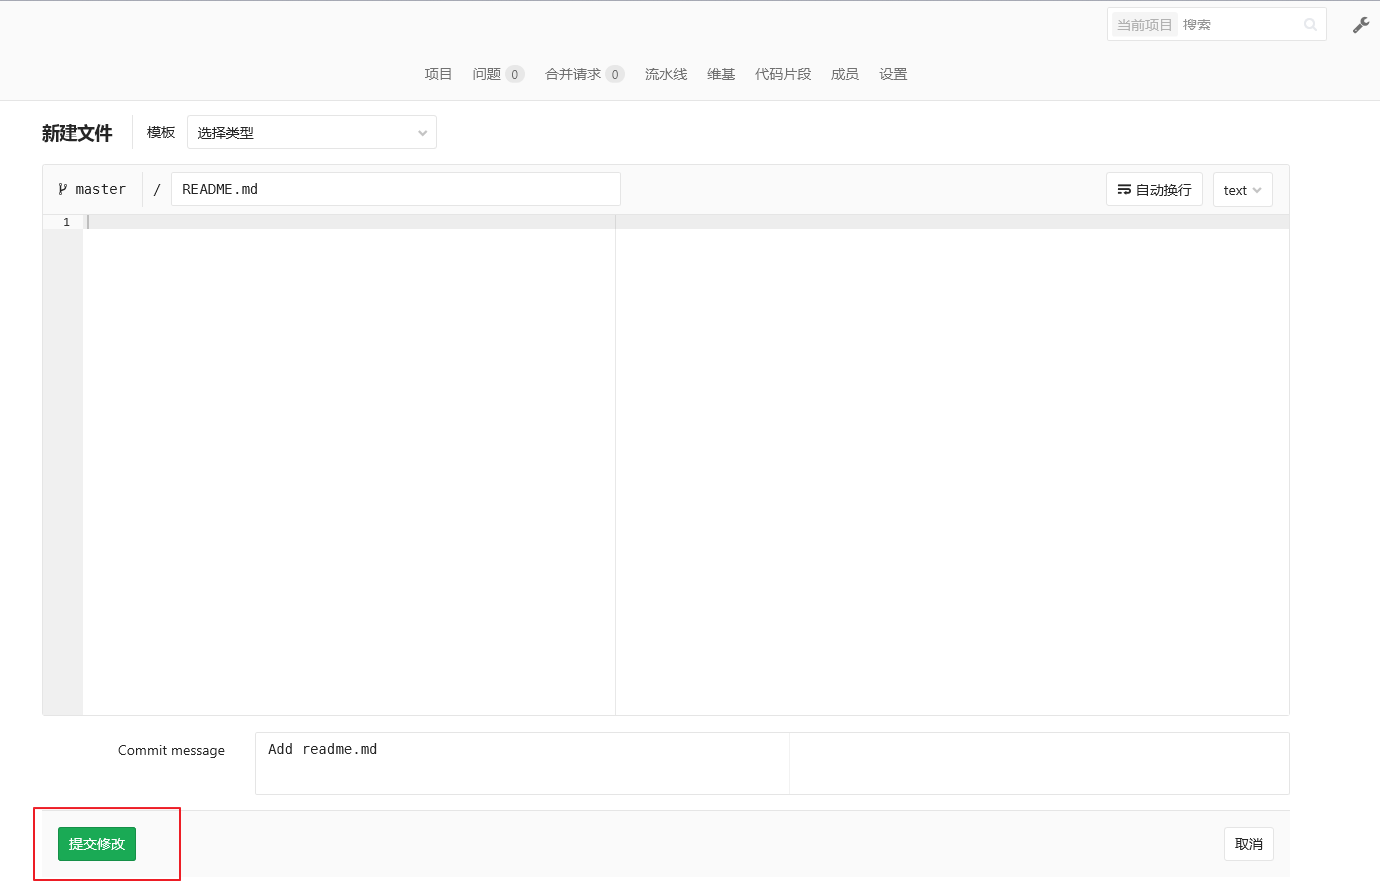 当前项目 搜索
项目 问题 0 合并请求 0 流水线 维基 代码片段 成员 设置
新建文件 模板 选择类型
master / README.md 自动换行 text
1
Commit message Add readme.md
提交修改 取消